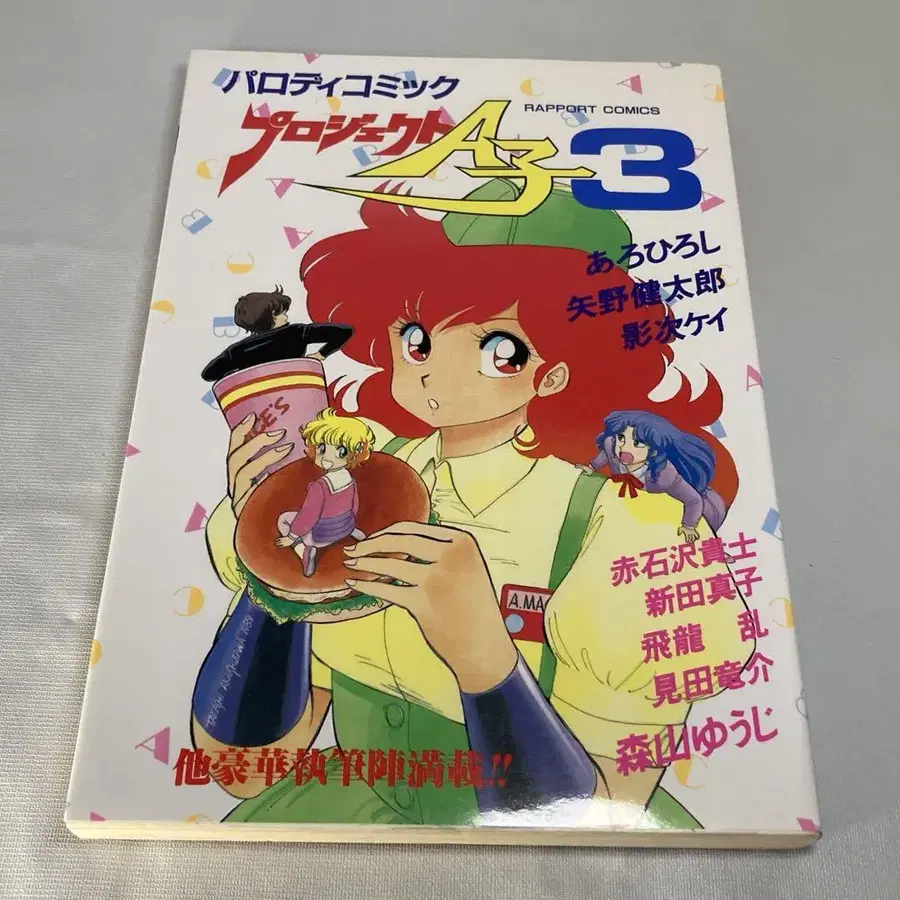 パロディコミック
RAPPORT COMICS
プロジェクトA子3
あろひろし
矢野健太郎
影次ケイ
A.MA
赤石沢貴士
新田真子
飛龍 乱
見田竜介
森山ゆうじ
他豪華執筆陣満載!!